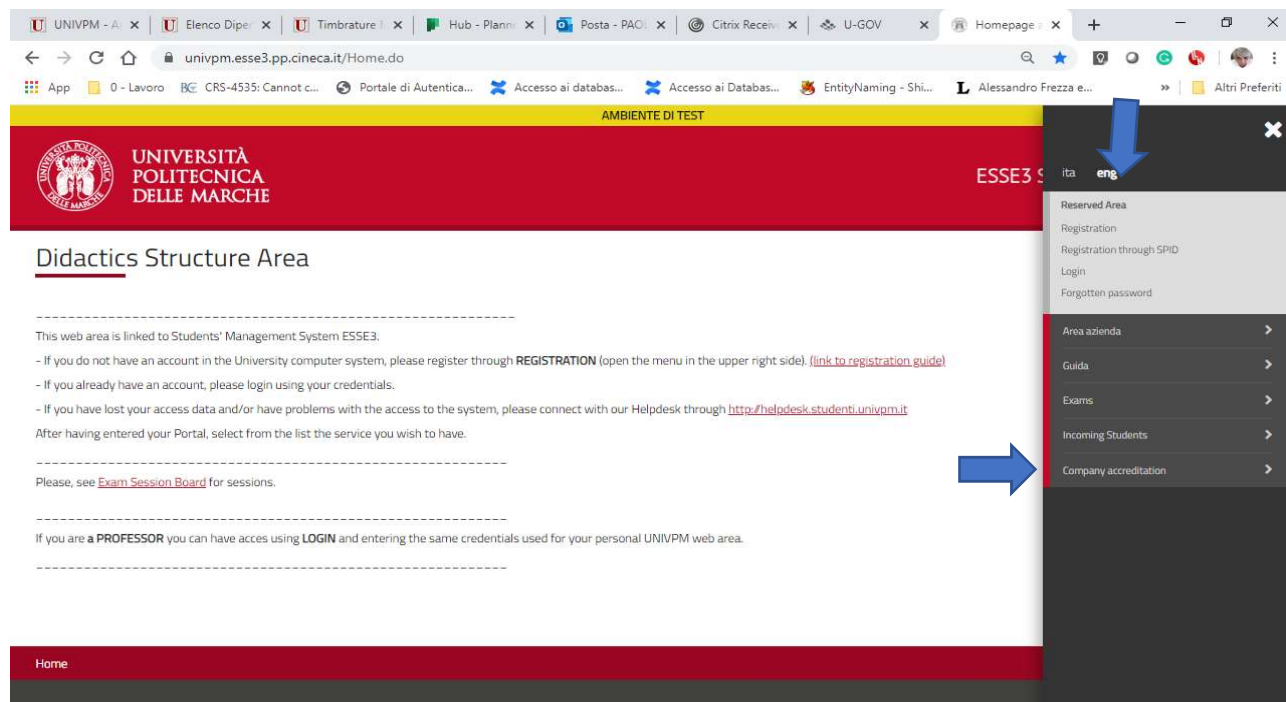 UNIVPM - A
Elenco Diper
Timbrature
Hub - Planne
Posta - PAO
Citrix Receive
U-GOV
Homepage
univpm.esse3.pp.cineca.it/Home.do
App
0 - Lavoro
CRS-4535: Cannot c...
Portale di Autentica...
Accesso ai databas...
Accesso ai Databas...
EntityNaming - Shi...
Alessandro Frezza e...
Altri Preferiti
AMBIENTE DI TEST
UNIVERSITÀ
POLITECNICA
DELLE MARCHE
ESSE3 S
ita eng
Reserved Area
Registration
Registration through SPID
Login
Forgotten password
Area azienda
Guida
Exams
Incoming Students
Company accreditation
Didactics Structure Area
This web area is linked to Students' Management System ESSE3.
- If you do not have an account in the University computer system, please register through REGISTRATION (open the menu in the upper right side). (link to registration guide)
- If you already have an account, please login using your credentials.
- If you have lost your access data and/or have problems with the access to the system, please connect with our Helpdesk through http://helpdesk.studenti.univpm.it
After having entered your Portal, select from the list the service you wish to have.
Please, see Exam Session Board for sessions.
If you are a PROFESSOR you can have acces using LOGIN and entering the same credentials used for your personal UNIVPM web area.
Home